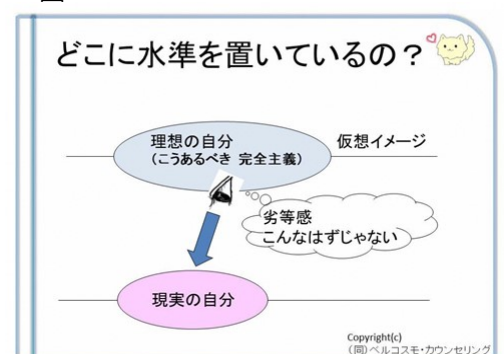 どこに水準を置いているの？
理想の自分
（こうあるべき 完全主義）
仮想イメージ
劣等感
こんなはずじゃない
現実の自分
Copyright(c)
（同）ベルコスモ・カウンセリング